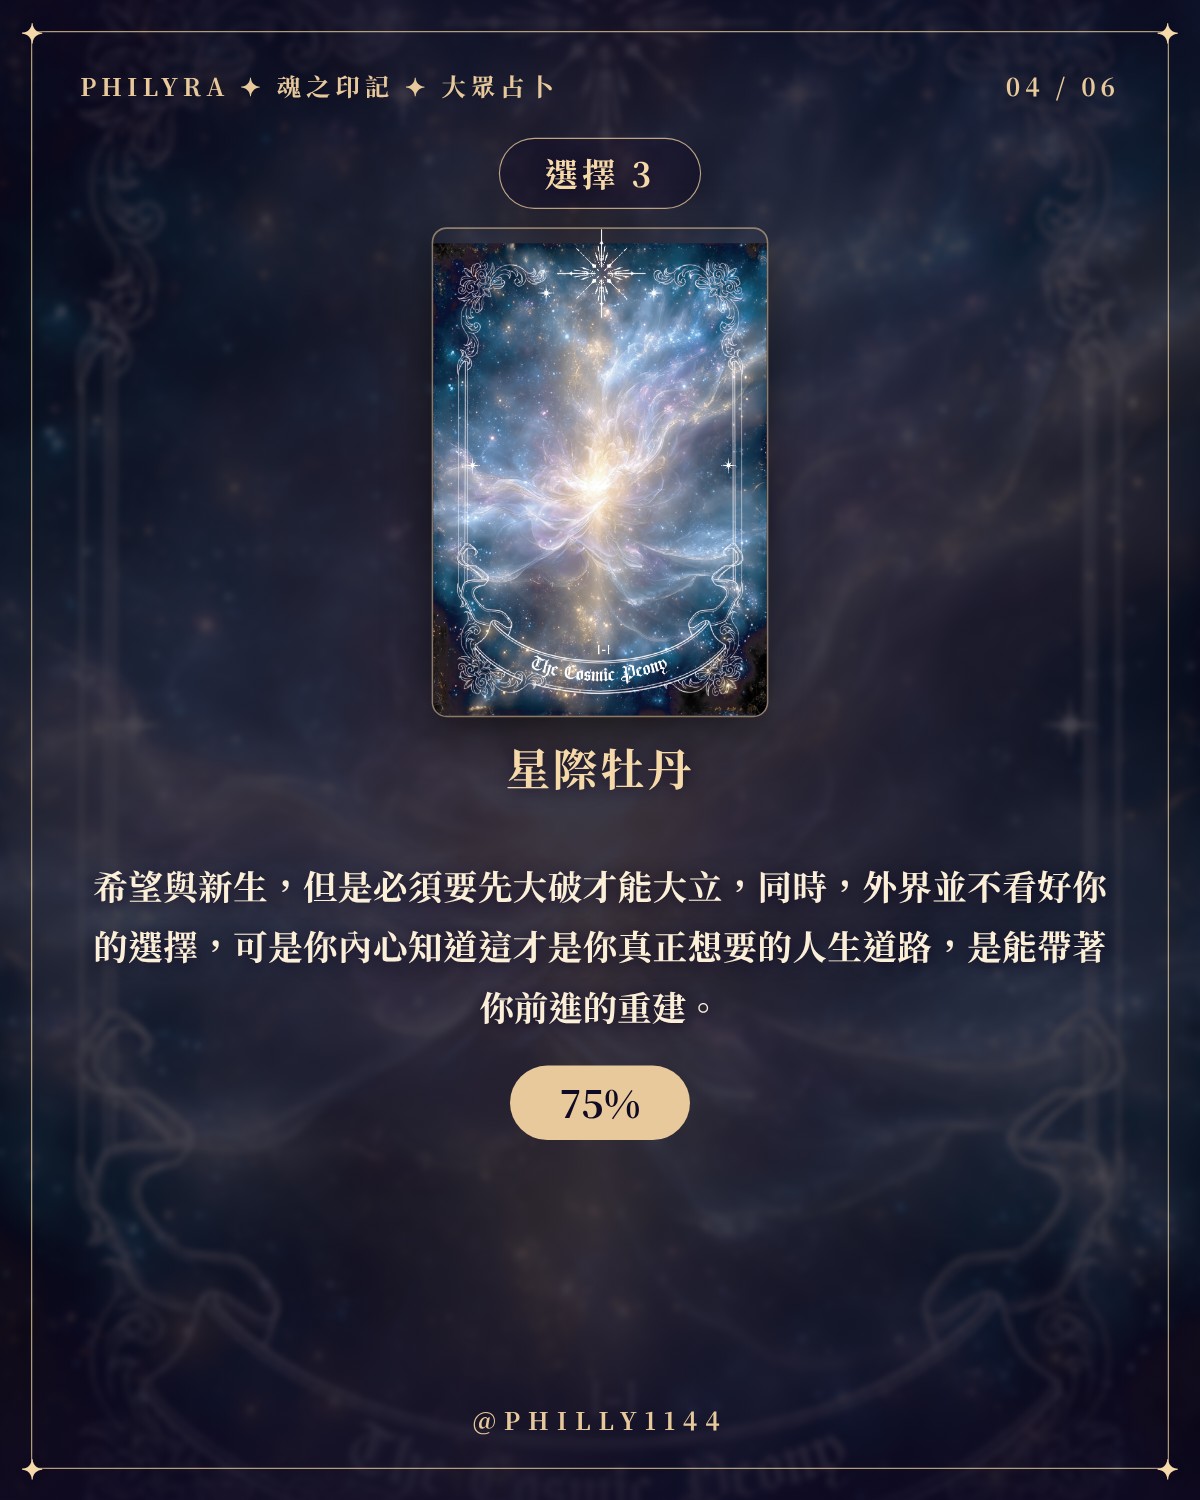 PHILYRA ✦ 魂之印記 ✦ 大眾占卜
04 / 06
選擇 3
I-I
The Cosmic Peony
星際牡丹
希望與新生，但是必須要先大破才能大立，同時，外界並不看好你
的選擇，可是你內心知道這才是你真正想要的人生道路，是能帶著
你前進的重建。
75%
@PHILLY1144